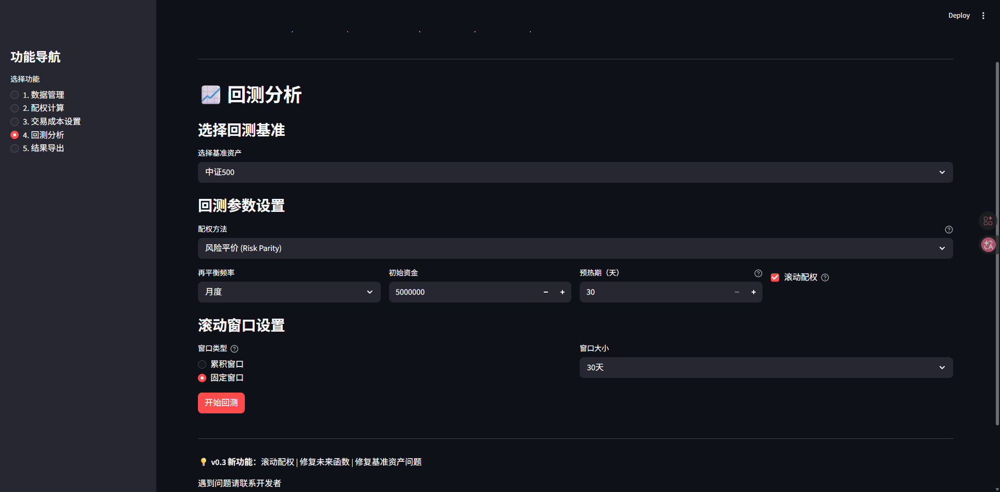 Deploy
功能导航
选择功能
1. 数据管理
2. 配权计算
3. 交易成本设置
4. 回测分析
5. 结果导出
回测分析
选择回测基准
选择基准资产
中证500
回测参数设置
配权方法
风险平价 (Risk Parity)
再平衡频率
初始资金
预热期（天）
滚动配权
月度
5000000
30
滚动窗口设置
窗口类型
窗口大小
累积窗口
固定窗口
30天
开始回测
v0.3 新功能：滚动配权 | 修复未来函数 | 修复基准资产问题
遇到问题请联系开发者